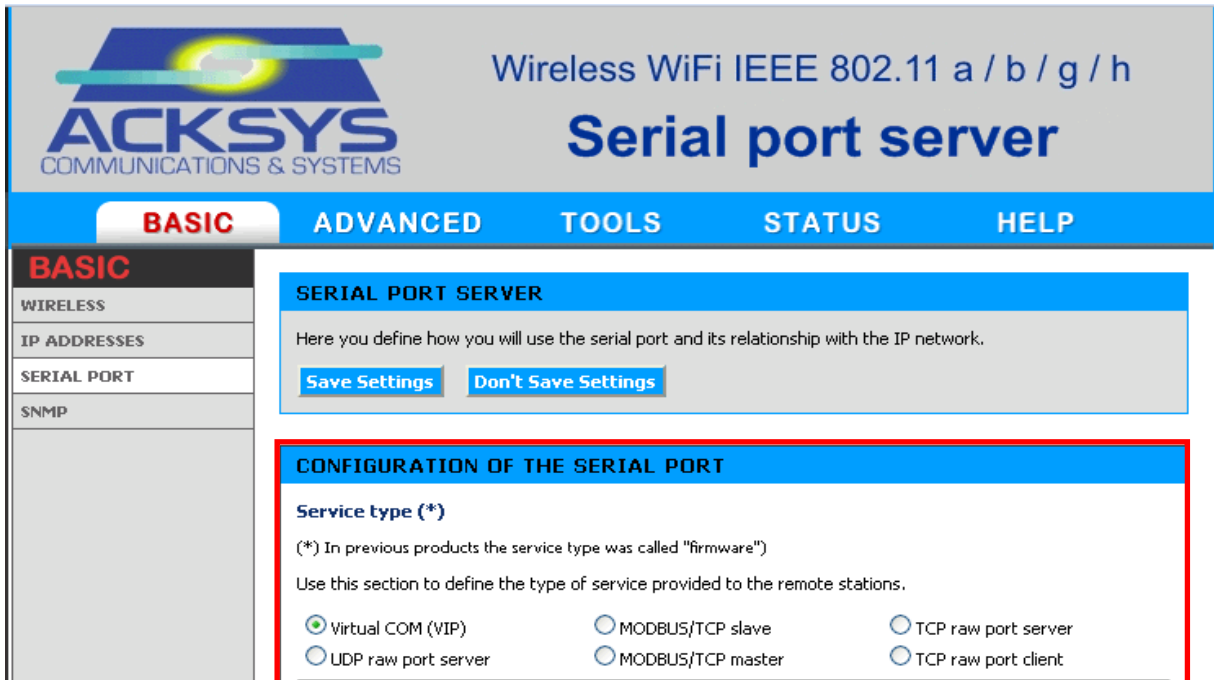 ACKSYS
COMMUNICATIONS & SYSTEMS
Wireless WiFi IEEE 802.11 a / b / g / h
Serial port server
BASIC ADVANCED TOOLS STATUS HELP
BASIC
WIRELESS
IP ADDRESSES
SERIAL PORT
SNMP
SERIAL PORT SERVER
Here you define how you will use the serial port and its relationship with the IP network.
Save Settings Don't Save Settings
CONFIGURATION OF THE SERIAL PORT
Service type (*)
(*) In previous products the service type was called "firmware")
Use this section to define the type of service provided to the remote stations.
Virtual COM (VIP) MODBUS/TCP slave TCP raw port server
UDP raw port server MODBUS/TCP master TCP raw port client